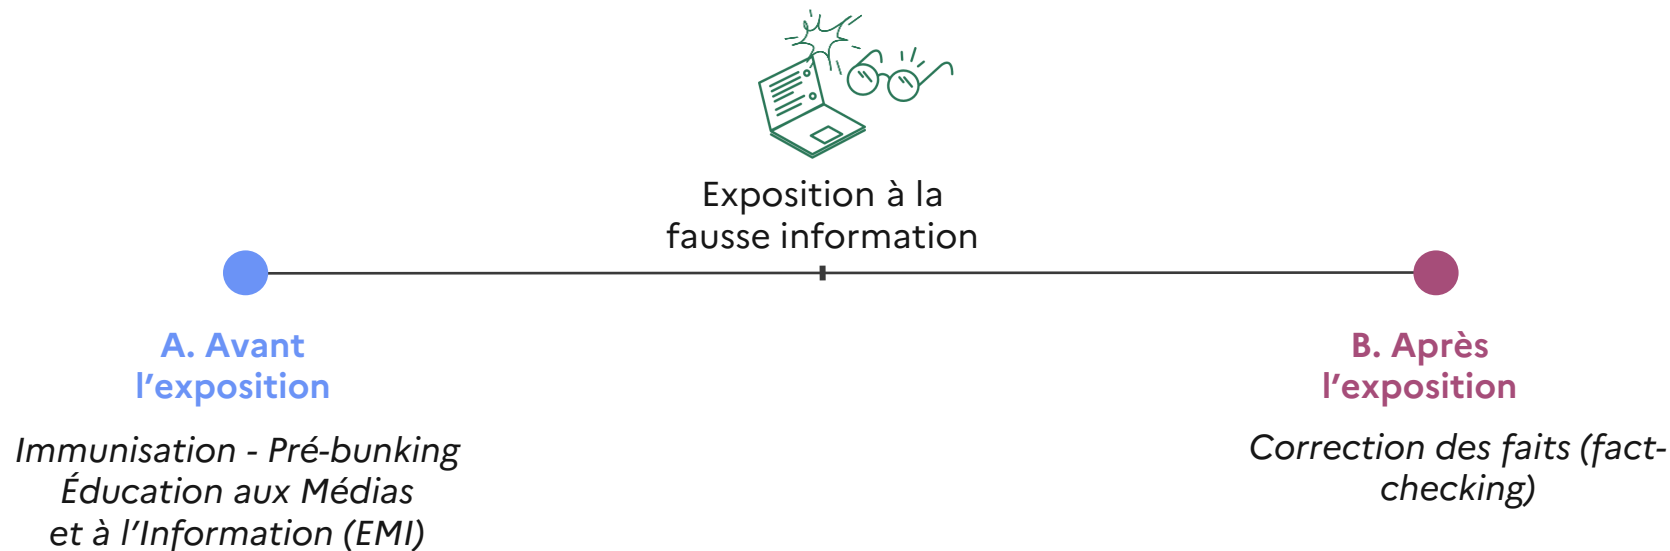 Exposition à la
fausse information
A. Avant
l’exposition
Immunisation - Pré-bunking
Éducation aux Médias
et à l’Information (EMI)
B. Après
l’exposition
Correction des faits (fact-
checking)